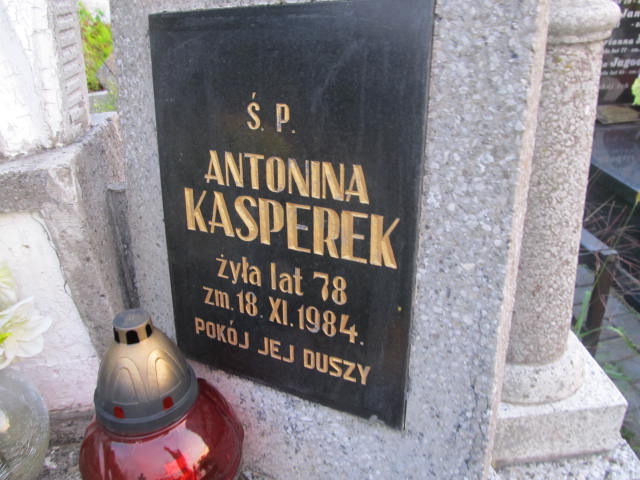 Ś. P.
ANTONINA
KASPEREK
żyła lat 78
zm. 18. XI. 1984.
POKÓJ JEJ DUSZY